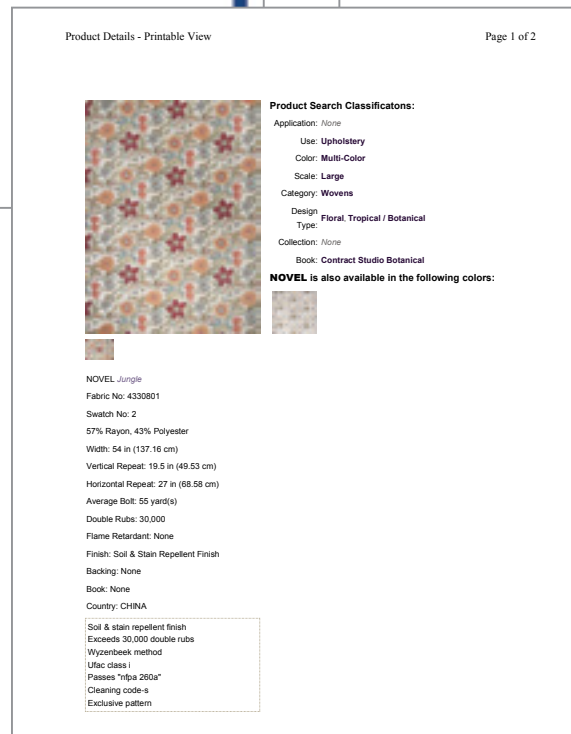 Product Details - Printable View
Page 1 of 2
Product Search Classificatons:
Application: None
Use: Upholstery
Color: Multi-Color
Scale: Large
Category: Wovens
Design
Type: Floral, Tropical / Botanical
Collection: None
Book: Contract Studio Botanical
NOVEL is also available in the following colors:
NOVEL Jungle
Fabric No: 4330801
Swatch No: 2
57% Rayon, 43% Polyester
Width: 54 in (137.16 cm)
Vertical Repeat: 19.5 in (49.53 cm)
Horizontal Repeat: 27 in (68.58 cm)
Average Bolt: 55 yard(s)
Double Rubs: 30,000
Flame Retardant: None
Finish: Soil & Stain Repellent Finish
Backing: None
Book: None
Country: CHINA
Soil & stain repellent finish
Exceeds 30,000 double rubs
Wyzenbeek method
Ufac class i
Passes "nfpa 260a"
Cleaning code-s
Exclusive pattern